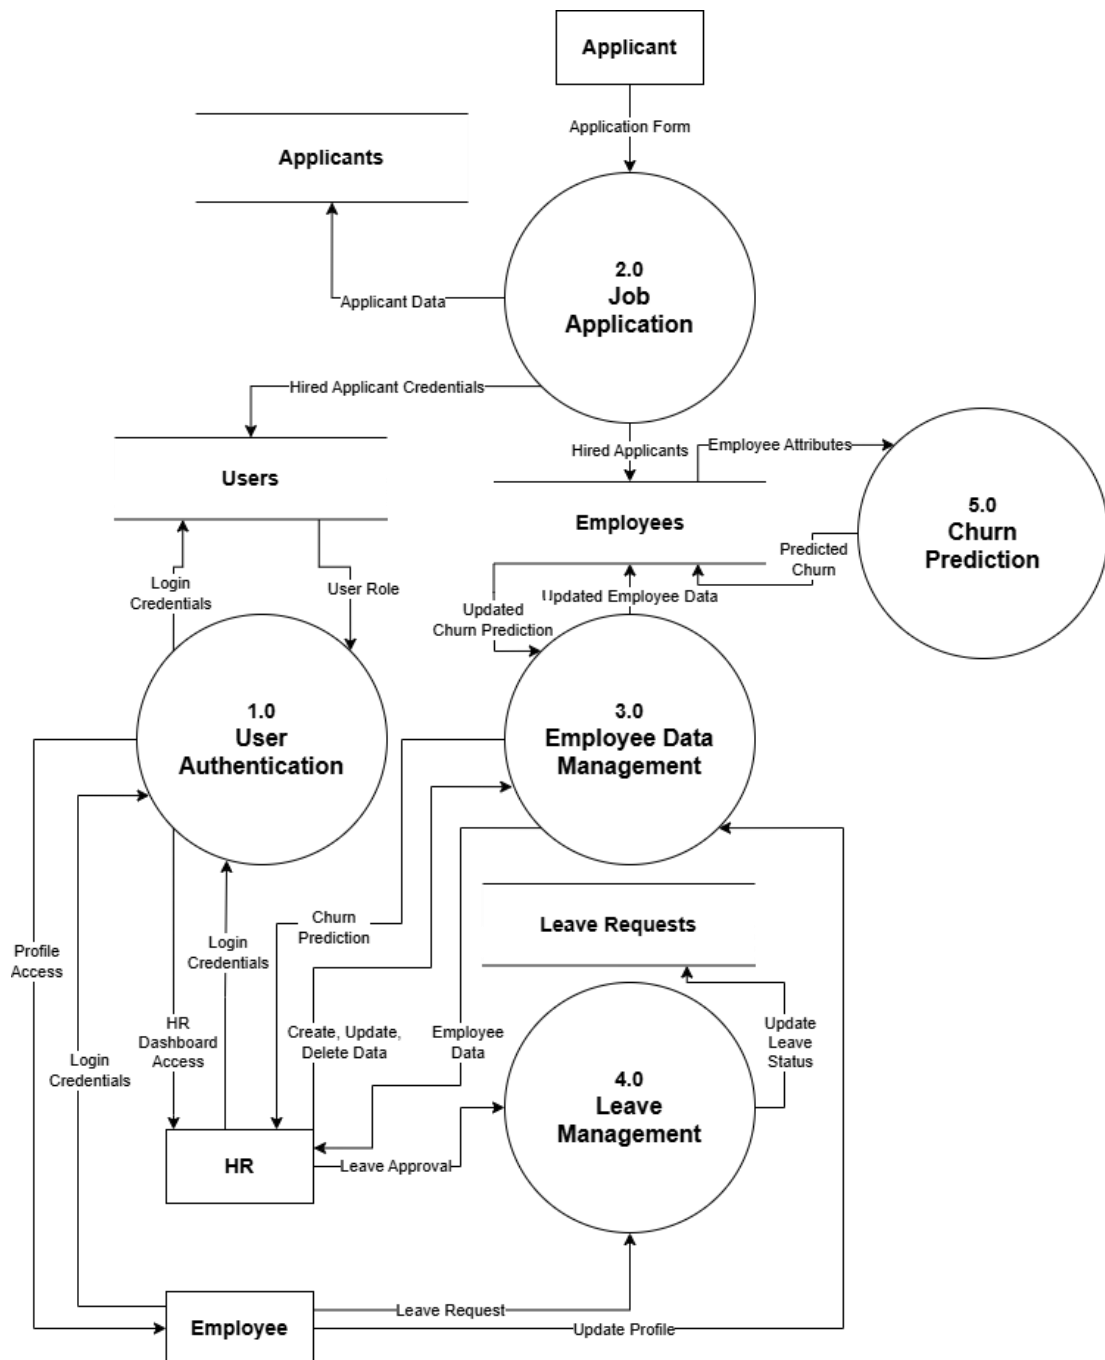 Applicant
Application Form
Applicants
2.0
Job
Application
Applicant Data
Hired Applicant Credentials
Hired Applicants
Employee Attributes
Users
Employees
5.0
Churn
Prediction
Predicted
Churn
Login
Credentials
User Role
Updated
Churn Prediction
Updated Employee Data
1.0
User
Authentication
3.0
Employee Data
Management
Churn
Prediction
Leave Requests
Profile
Access
Login
Credentials
HR
Dashboard
Access
Create, Update,
Delete Data
Employee
Data
Update
Leave
Status
Login
Credentials
4.0
Leave
Management
HR
Leave Approval
Employee
Leave Request
Update Profile